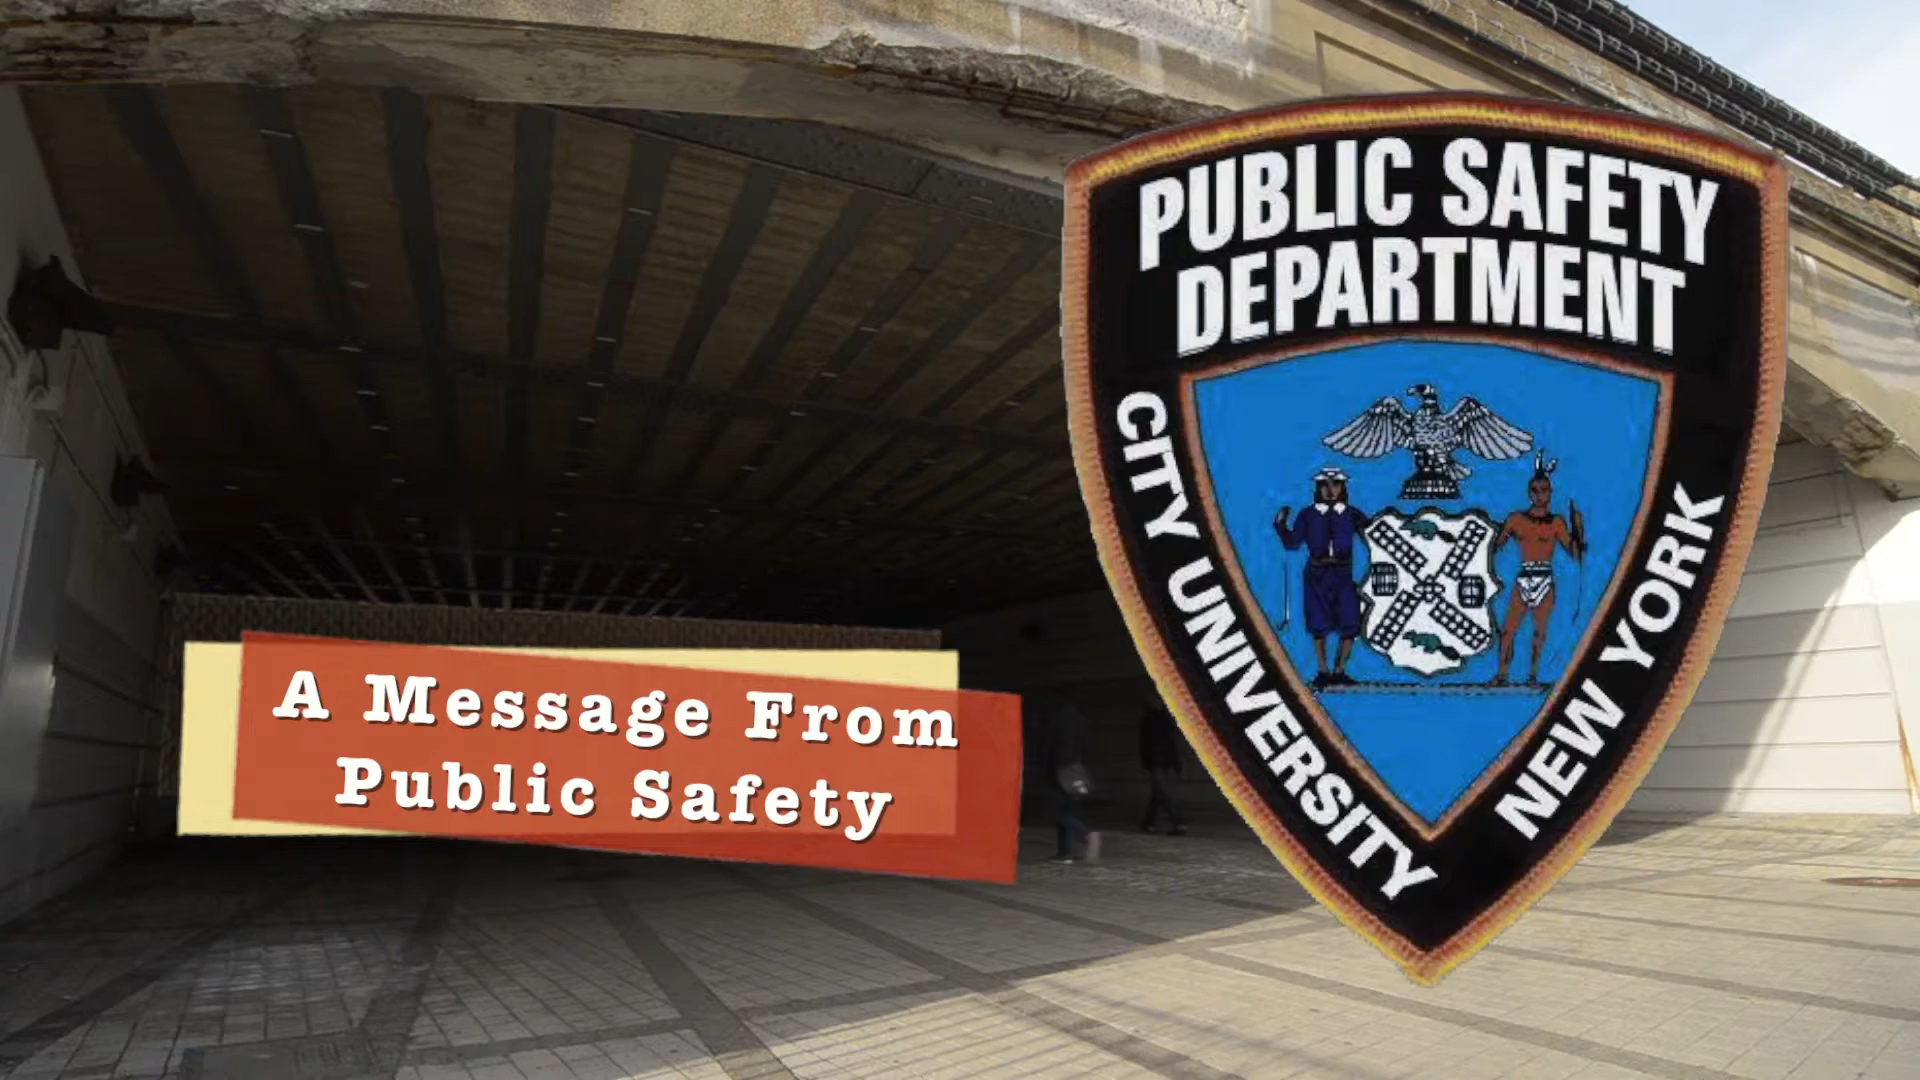 A Message From
Public Safety
PUBLIC SAFETY
DEPARTMENT
CITY UNIVERSITY
NEW YORK